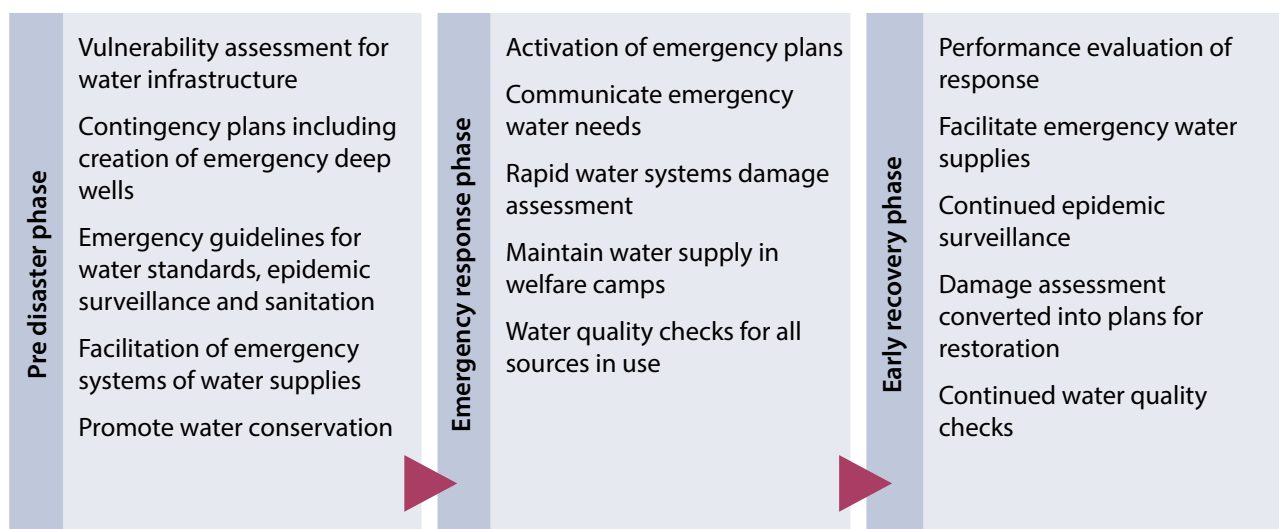 Pre disaster phase
Vulnerability assessment for
water infrastructure
Contingency plans including
creation of emergency deep
wells
Emergency guidelines for
water standards, epidemic
surveillance and sanitation
Facilitation of emergency
systems of water supplies
Promote water conservation
Emergency response phase
Activation of emergency plans
Communicate emergency
water needs
Rapid water systems damage
assessment
Maintain water supply in
welfare camps
Water quality checks for all
sources in use
Early recovery phase
Performance evaluation of
response
Facilitate emergency water
supplies
Continued epidemic
surveillance
Damage assessment
converted into plans for
restoration
Continued water quality
checks